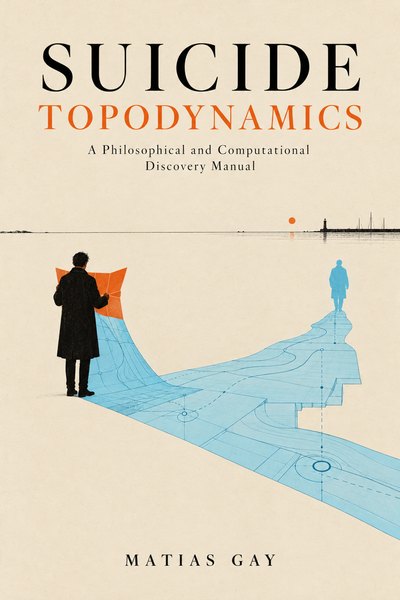 SUICIDE
TOPODYNAMICS
A Philosophical and Computational
Discovery Manual
MATIAS GAY